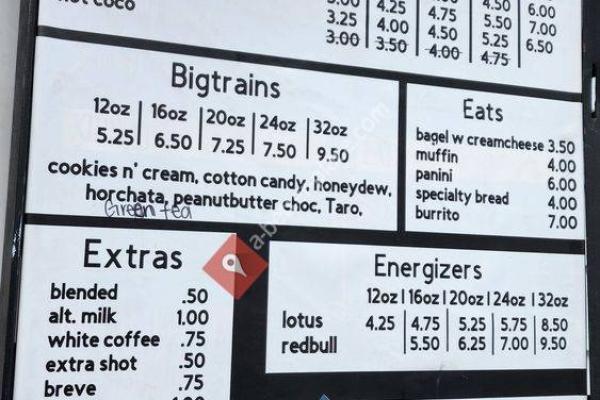 hot coco
3.00 4.25 4.75 5.50 6.00
3.25 4.00 4.50 5.25 7.00
3.00 3.50 4.00 4.75 6.50
Bigtrains
12oz | 16oz | 20oz | 24oz | 32oz
5.25 | 6.50 | 7.25 | 7.50 | 9.50
cookies n' cream, cotton candy, honeydew,
horchata, peanutbutter choc, Taro,
Green tea
Eats
bagel w creamcheese 3.50
muffin 4.00
panini 6.00
specialty bread 4.00
burrito 7.00
Extras
blended .50
alt. milk 1.00
white coffee .75
extra shot .50
breve .75
Energizers
12oz | 16oz | 20oz | 24oz | 32oz
lotus 4.25 | 4.75 | 5.25 | 5.75 | 8.50
redbull | 5.50 | 6.25 | 7.00 | 9.50